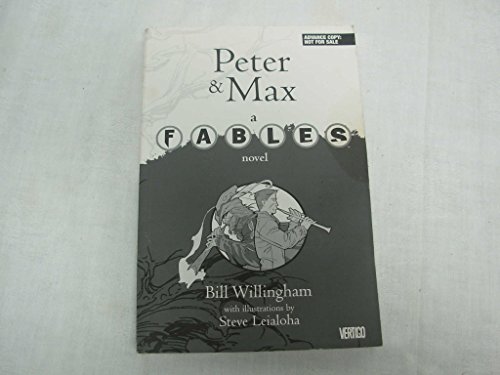 ADVANCE COPY:
NOT FOR SALE
Peter
& Max
a
FABLES
novel
Bill Willingham
with illustrations by
Steve Leialoha
VERTIGO